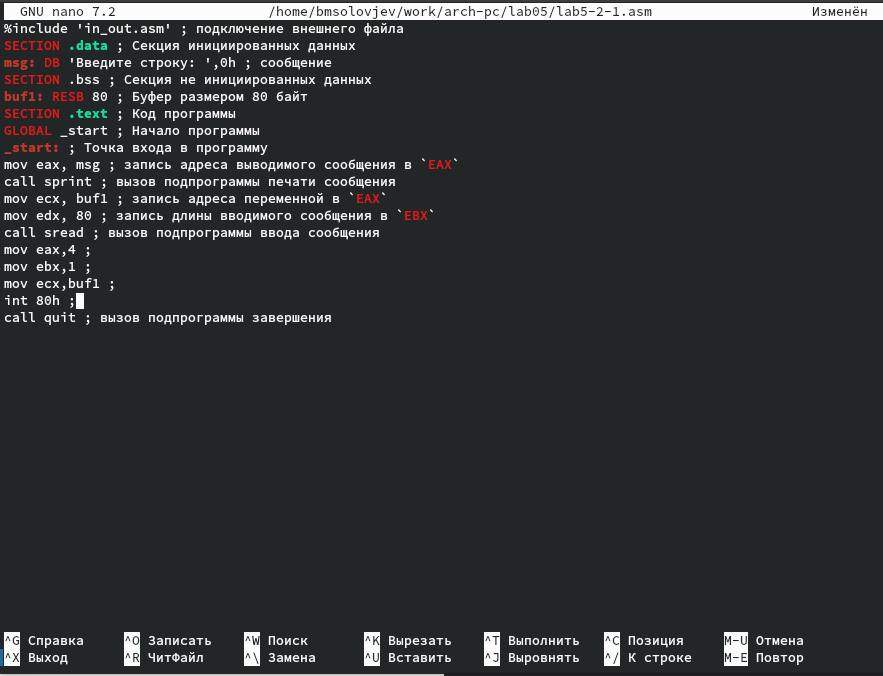 GNU nano 7.2 /home/bmsolovjev/work/arch-pc/lab05/lab5-2-1.asm Изменён
%include 'in_out.asm' ; подключение внешнего файла
SECTION .data ; Секция инициированных данных
msg: DB 'Введите строку: ',0h ; сообщение
SECTION .bss ; Секция не инициированных данных
buf1: RESB 80 ; Буфер размером 80 байт
SECTION .text ; Код программы
GLOBAL _start ; Начало программы
_start: ; Точка входа в программу
mov eax, msg ; запись адреса выводимого сообщения в `EAX`
call sprint ; вызов подпрограммы печати сообщения
mov ecx, buf1 ; запись адреса переменной в `EAX`
mov edx, 80 ; запись длины вводимого сообщения в `EBX`
call sread ; вызов подпрограммы ввода сообщения
mov eax,4 ;
mov ebx,1 ;
mov ecx,buf1 ;
int 80h ;
call quit ; вызов подпрограммы завершения
^G Справка ^O Записать ^W Поиск ^K Вырезать ^T Выполнить ^C Позиция M-U Отмена
^X Выход ^R ЧитФайл ^\ Замена ^U Вставить ^J Выровнять ^/ К строке M-E Повтор